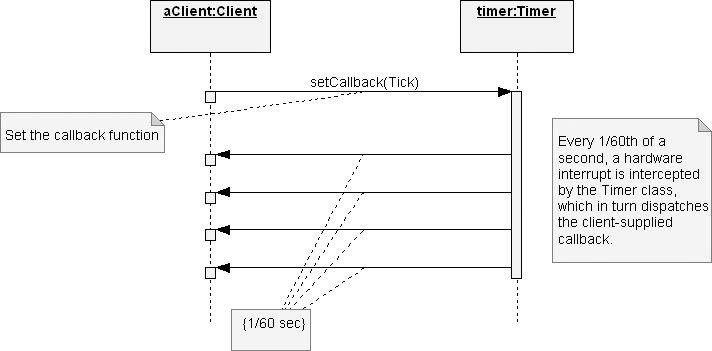 aClient:Client
timer:Timer
setCallback(Tick)
Set the callback function
Every 1/60th of a
second, a hardware
interrupt is intercepted
by the Timer class,
which in turn dispatches
the client-supplied
callback.
{1/60 sec}